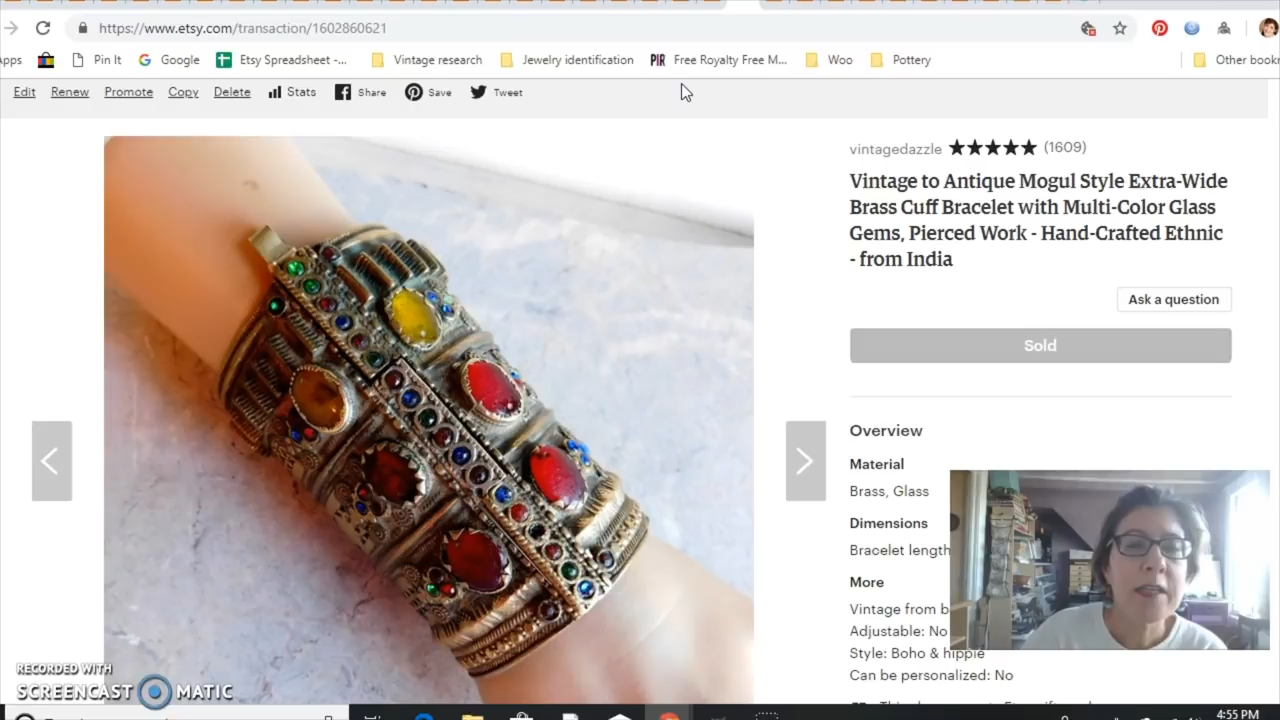 https://www.etsy.com/transaction/1602860621
Apps Pin It Google Etsy Spreadsheet -... Vintage research Jewelry identification PIR Free Royalty Free M... Woo Pottery Other book
Edit Renew Promote Copy Delete Stats Share Save Tweet
vintagedazzle ★★★★★ (1609)
Vintage to Antique Mogul Style Extra-Wide
Brass Cuff Bracelet with Multi-Color Glass
Gems, Pierced Work - Hand-Crafted Ethnic
- from India
Ask a question
Sold
Overview
Material
Brass, Glass
Dimensions
Bracelet length
More
Vintage from b
Adjustable: No
Style: Boho & hippie
Can be personalized: No
RECORDED WITH
SCREENCAST MATIC
4:55 PM